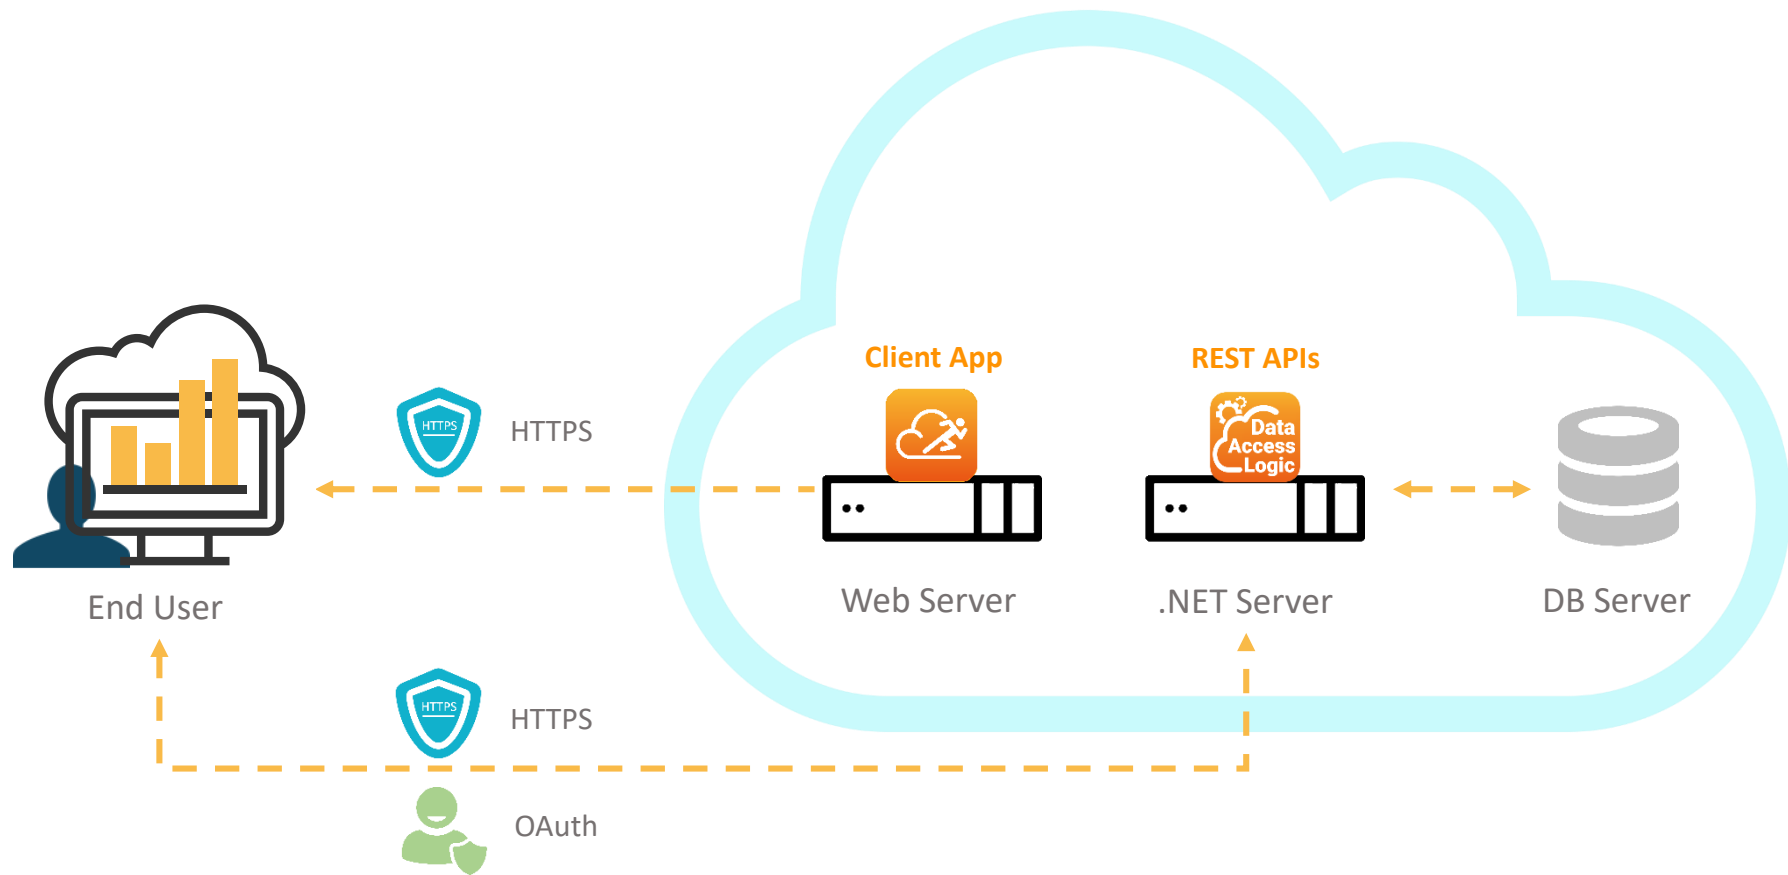 Client App
REST APIs
HTTPS
HTTPS
Data
Access
Logic
End User
Web Server
.NET Server
DB Server
HTTPS
HTTPS
OAuth